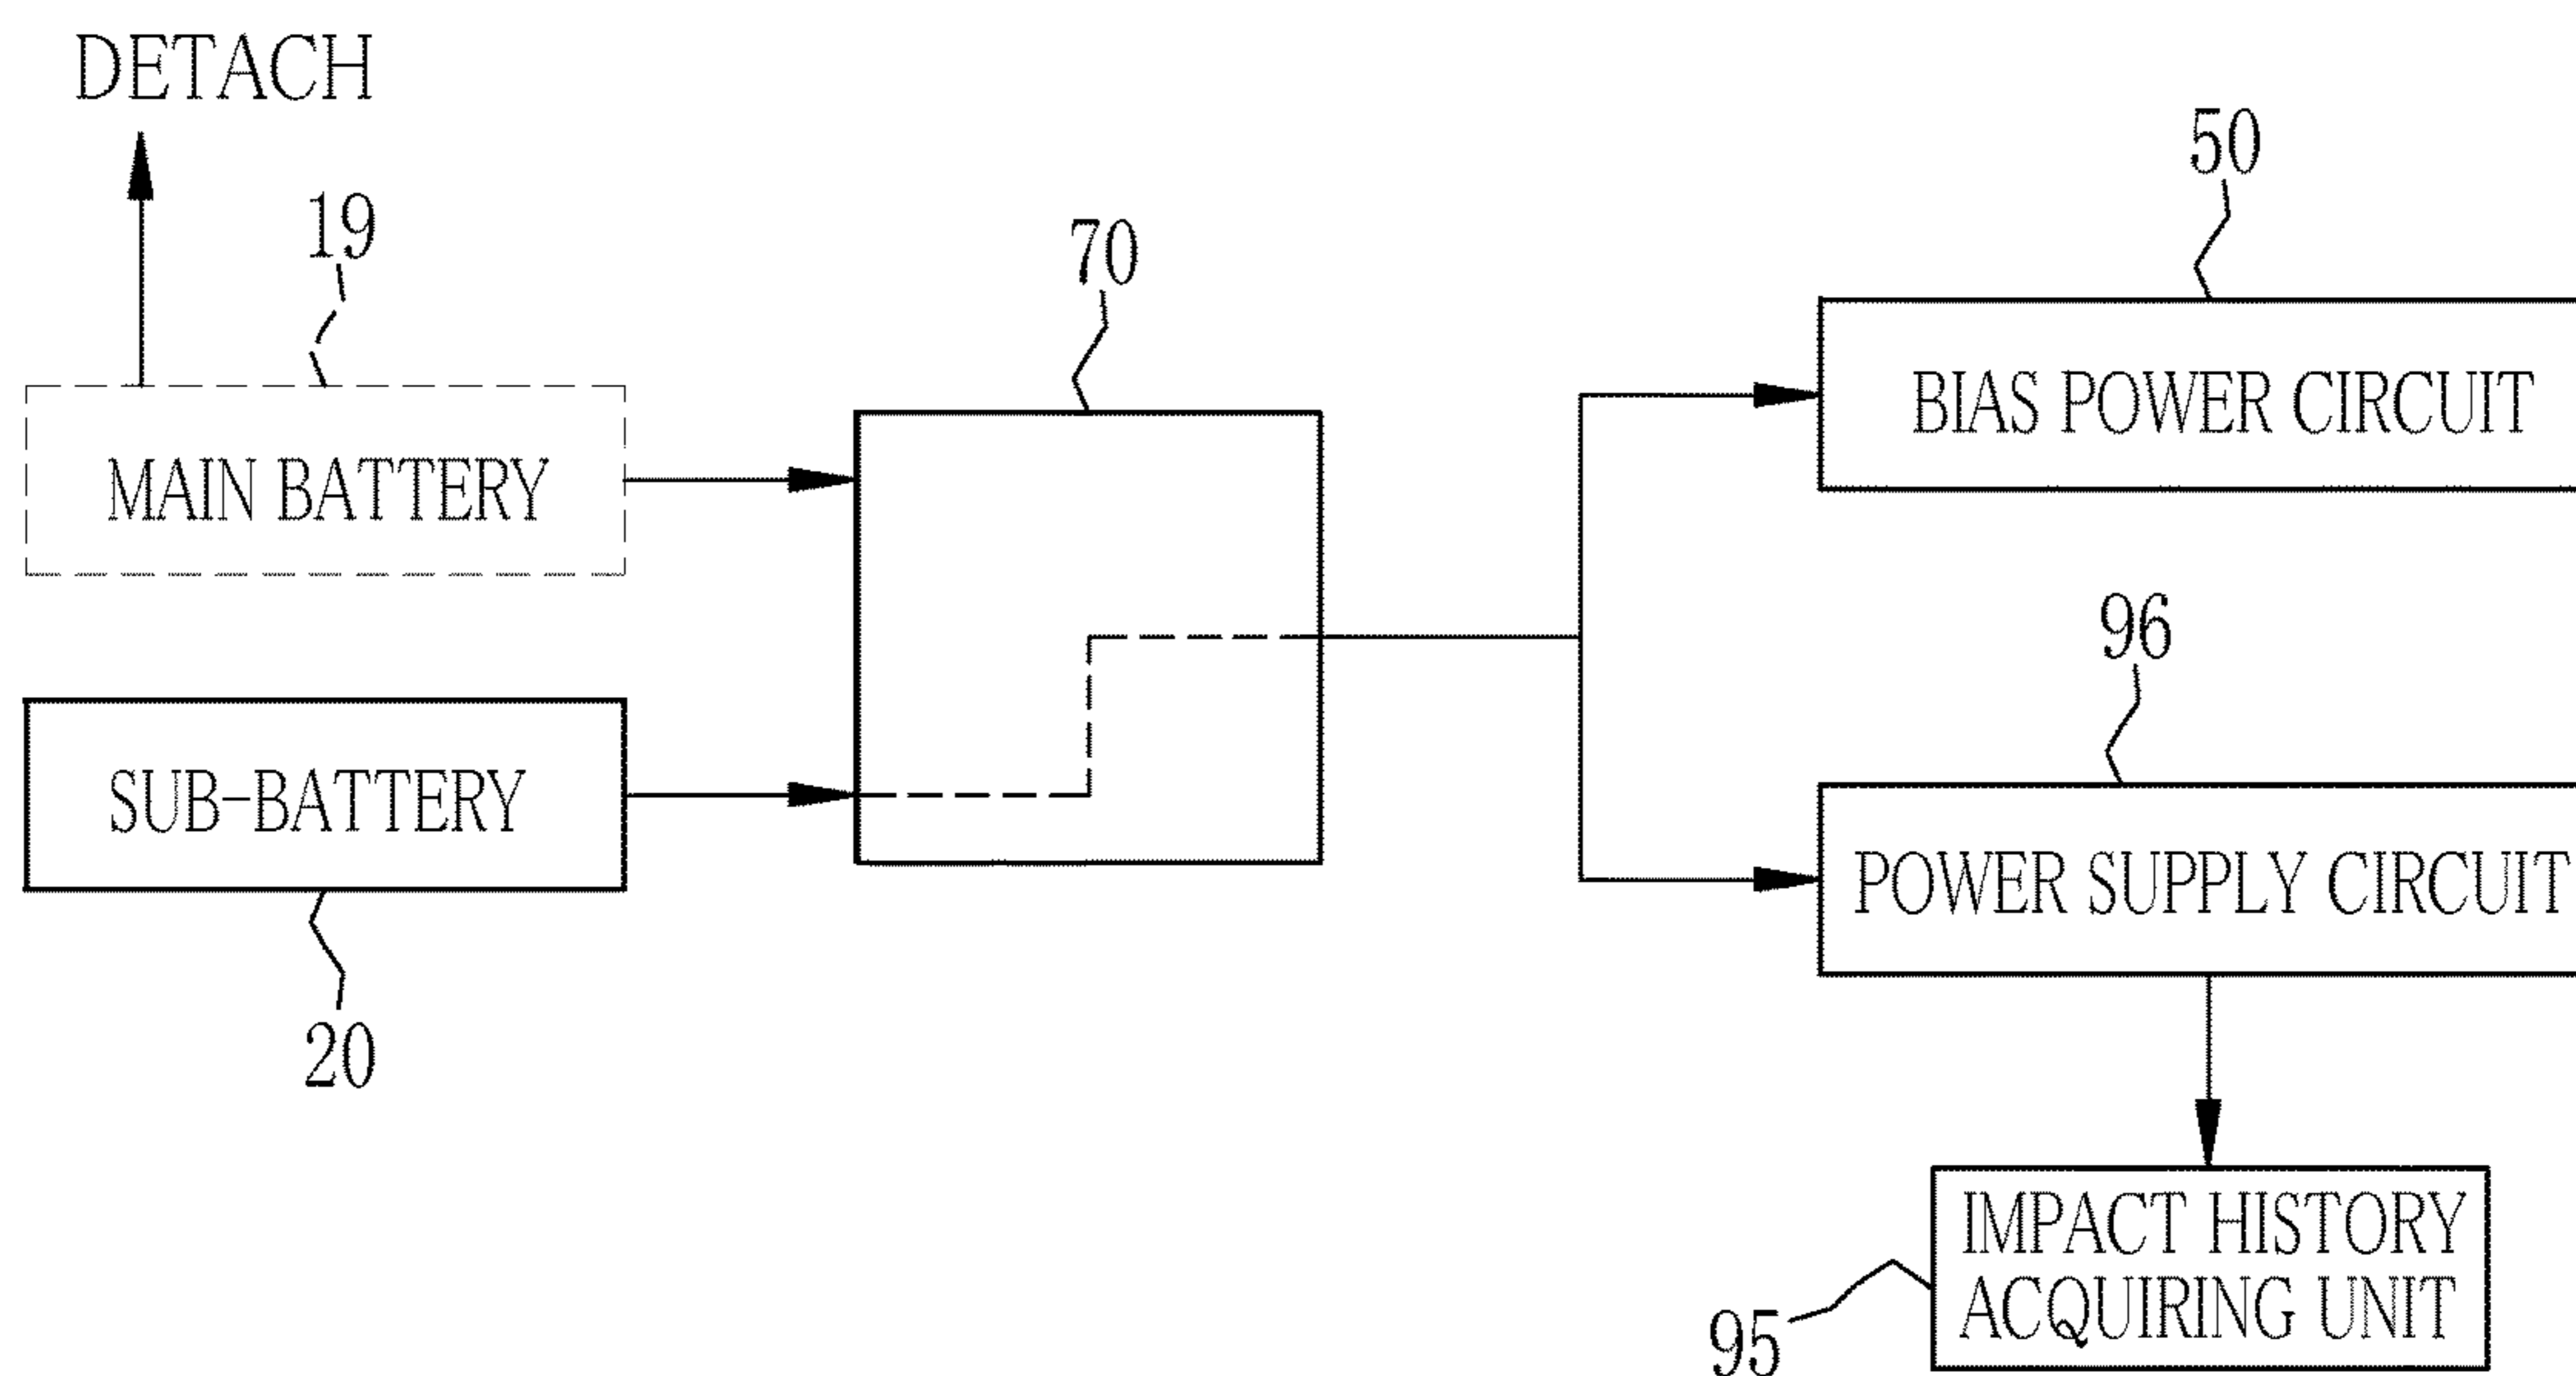 DETACH
19
MAIN BATTERY
SUB-BATTERY
20
70
50
BIAS POWER CIRCUIT
96
POWER SUPPLY CIRCUIT
IMPACT HISTORY
ACQUIRING UNIT
95